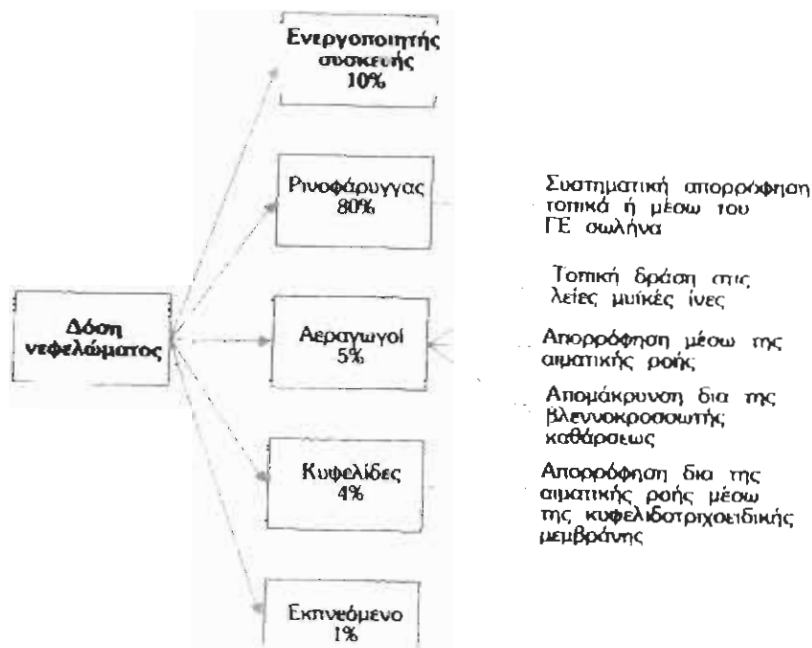 Ενεργοποιητής
συσκευής
10%
Ρινοφάρυγγας
80%
Συστηματική απορρόφηση
τοπικά ή μέσω του
ΓΕ σωλήνα
Δόση
νεφελώματος
Αεραγωγοί
5%
Τοπική δράση στις
λείες μυϊκές ίνες
Απορρόφηση μέσω της
αιματικής ροής
Απομάκρυνση δια της
βλεννοκροσσωτής
καθάρσεως
Κυψελίδες
4%
Απορρόφηση δια της
αιματικής ροής μέσω
της κυψελιδοτριχοειδικής
μεμβράνης
Εκπνεόμενο
1%